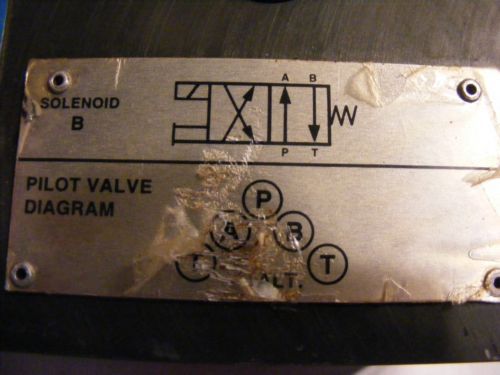 SOLENOID
B
A B
P T
PILOT VALVE
DIAGRAM
P
A B
T T
ALT.